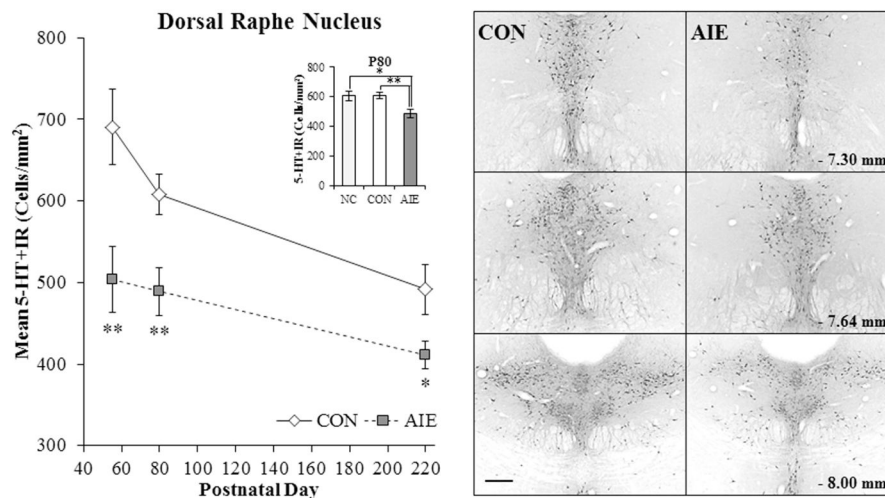 Dorsal Raphe Nucleus
Mean 5-HT+IR (Cells/mm²)
800
700
600
500
400
300
**
**
*
CON
AIE
40 60 80 100 120 140 160 180 200 220
Postnatal Day
P80
*
**
5-HT+IR (Cells/mm²)
800
600
400
200
0
NC CON AIE
CON
AIE
- 7.30 mm
- 7.64 mm
- 8.00 mm